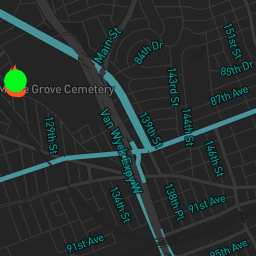 Main St
84th Dr
151st St
85th Dr
143rd St
87th Ave
Grove Cemetery
129th St
139th St
144th St
146th St
Van Wyck Expy W
134th St
138th Pl
91st Ave
91st Ave
95th Ave